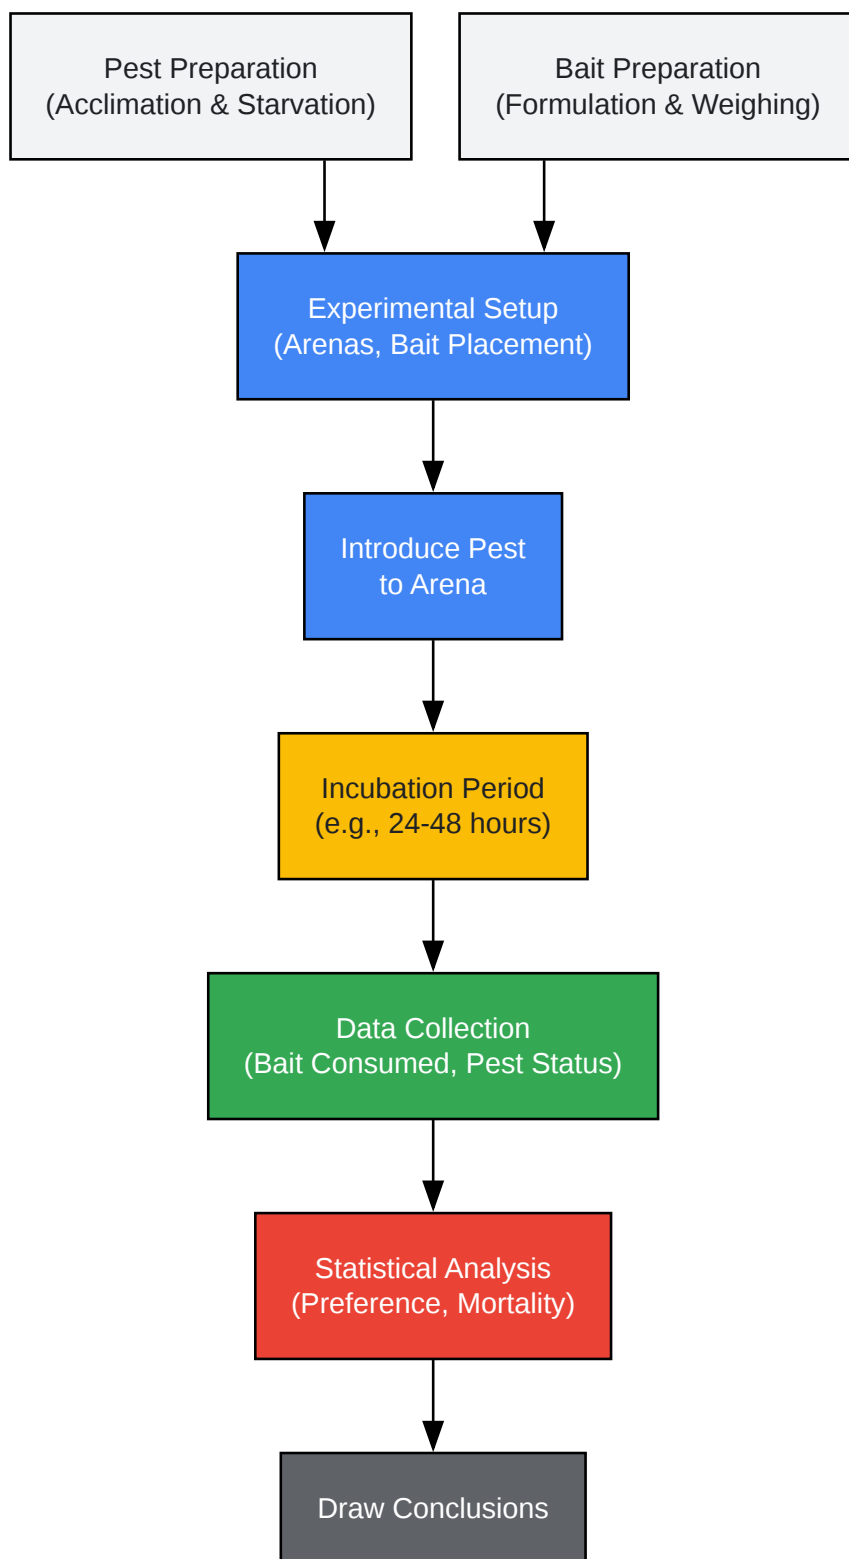 Pest Preparation
(Acclimation & Starvation)
Bait Preparation
(Formulation & Weighing)
Experimental Setup
(Arenas, Bait Placement)
Introduce Pest
to Arena
Incubation Period
(e.g., 24-48 hours)
Data Collection
(Bait Consumed, Pest Status)
Statistical Analysis
(Preference, Mortality)
Draw Conclusions